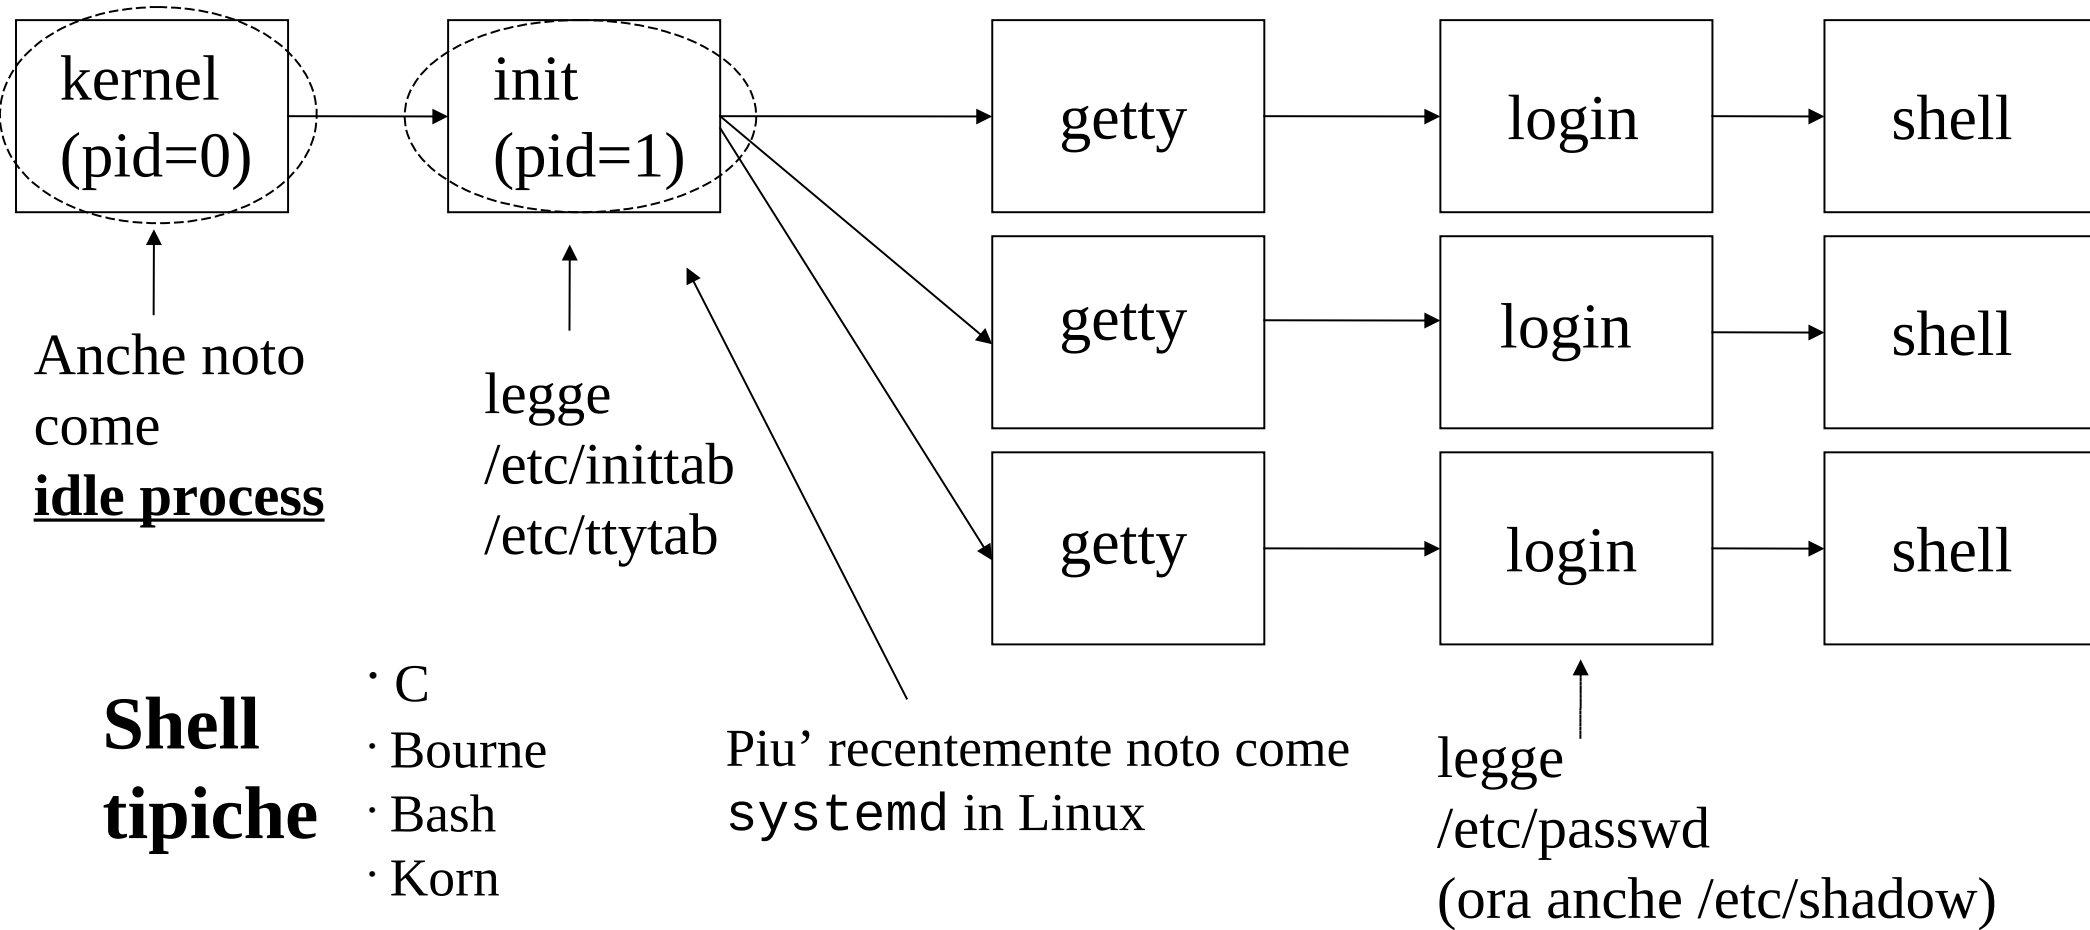 kernel
(pid=0)
init
(pid=1)
getty
login
shell
getty
login
shell
getty
login
shell
Anche noto
come
idle process
legge
/etc/inittab
/etc/ttytab
Shell
tipiche
· C
· Bourne
· Bash
· Korn
Piu’ recentemente noto come
systemd in Linux
legge
/etc/passwd
(ora anche /etc/shadow)